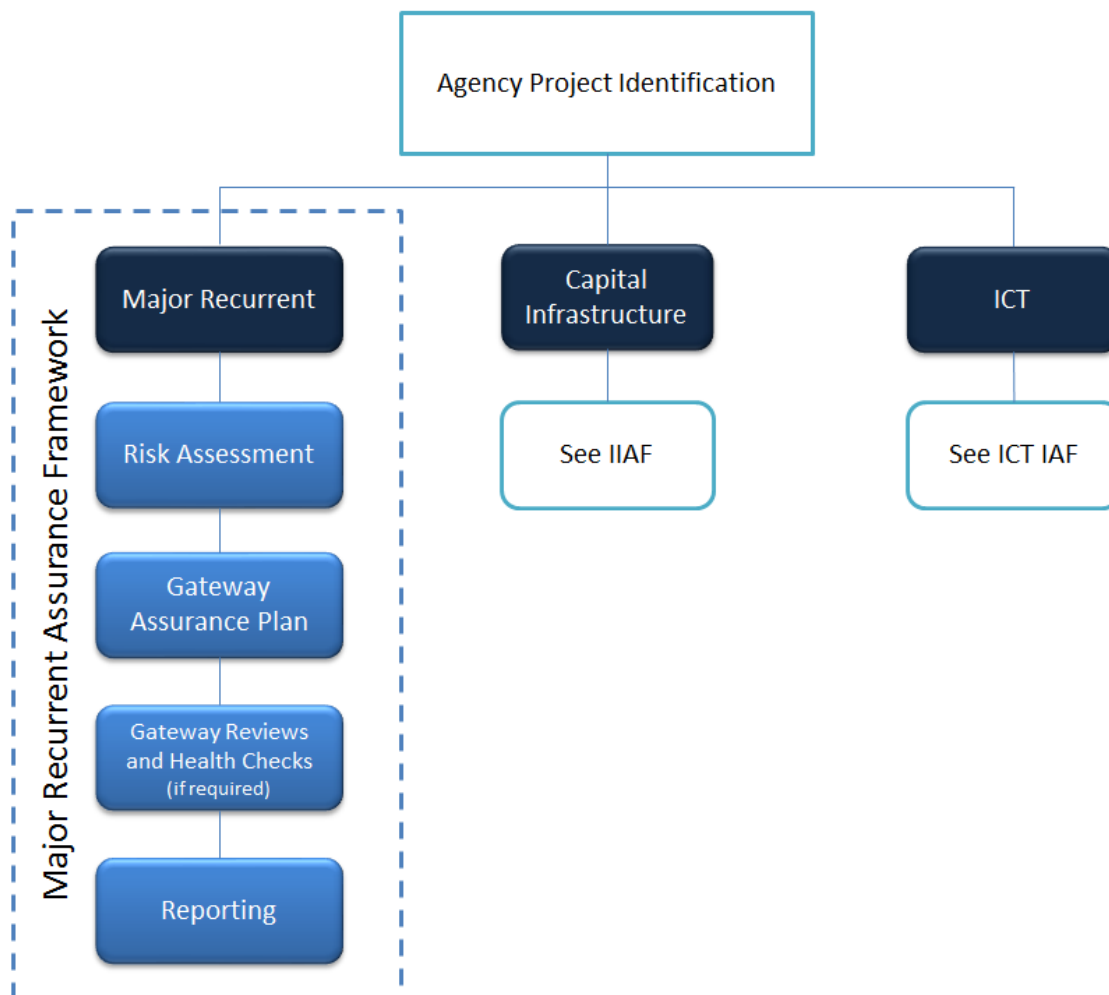 Agency Project Identification
Major Recurrent Assurance Framework
Major Recurrent
Capital
Infrastructure
ICT
Risk Assessment
See IIAF
See ICT IAF
Gateway
Assurance Plan
Gateway Reviews
and Health Checks
(if required)
Reporting